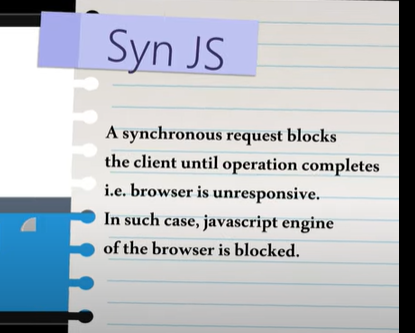 Syn JS
A synchronous request blocks
the client until operation completes
i.e. browser is unresponsive.
In such case, javascript engine
of the browser is blocked.